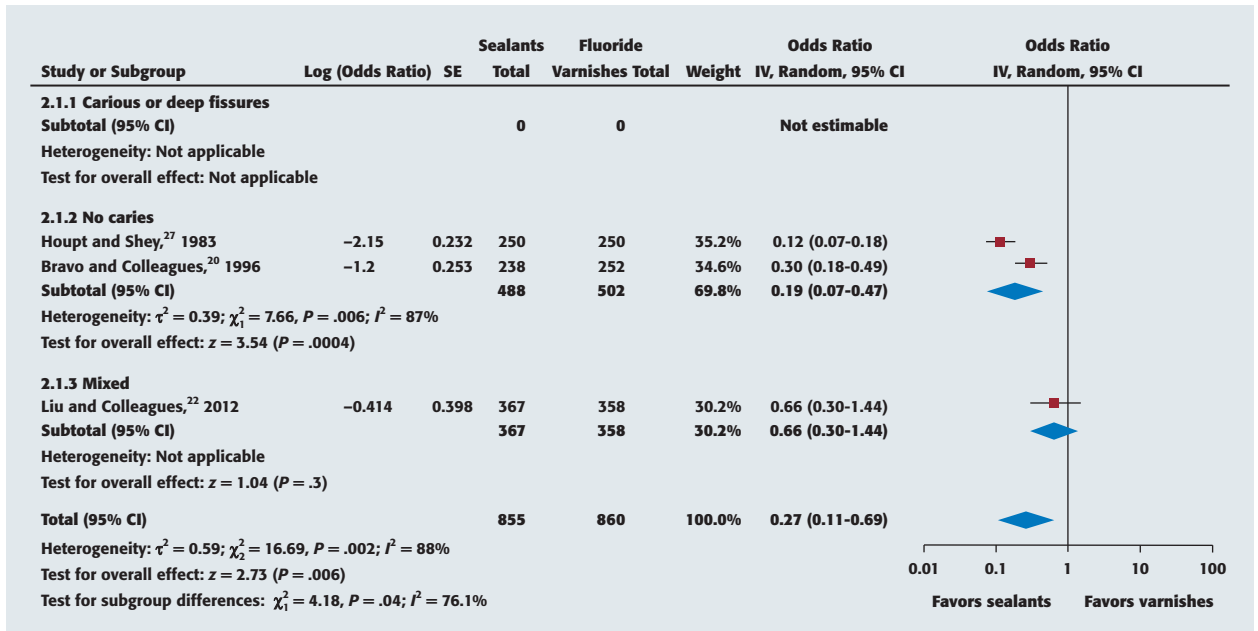 Sealants Fluoride Odds Ratio Odds Ratio
Study or Subgroup Log (Odds Ratio) SE Total Varnishes Total Weight IV, Random, 95% CI IV, Random, 95% CI
2.1.1 Carious or deep fissures
Subtotal (95% CI) 0 0 Not estimable
Heterogeneity: Not applicable
Test for overall effect: Not applicable
2.1.2 No caries
Houpt and Shey,27 1983 –2.15 0.232 250 250 35.2% 0.12 (0.07-0.18)
Bravo and Colleagues,20 1996 –1.2 0.253 238 252 34.6% 0.30 (0.18-0.49)
Subtotal (95% CI) 488 502 69.8% 0.19 (0.07-0.47)
Heterogeneity: τ² = 0.39; χ²₁ = 7.66, P = .006; I² = 87%
Test for overall effect: z = 3.54 (P = .0004)
2.1.3 Mixed
Liu and Colleagues,22 2012 –0.414 0.398 367 358 30.2% 0.66 (0.30-1.44)
Subtotal (95% CI) 367 358 30.2% 0.66 (0.30-1.44)
Heterogeneity: Not applicable
Test for overall effect: z = 1.04 (P = .3)
Total (95% CI) 855 860 100.0% 0.27 (0.11-0.69)
Heterogeneity: τ² = 0.59; χ²₂ = 16.69, P = .002; I² = 88%
Test for overall effect: z = 2.73 (P = .006)
Test for subgroup differences: χ²₁ = 4.18, P = .04; I² = 76.1%
0.01 0.1 1 10 100
Favors sealants Favors varnishes